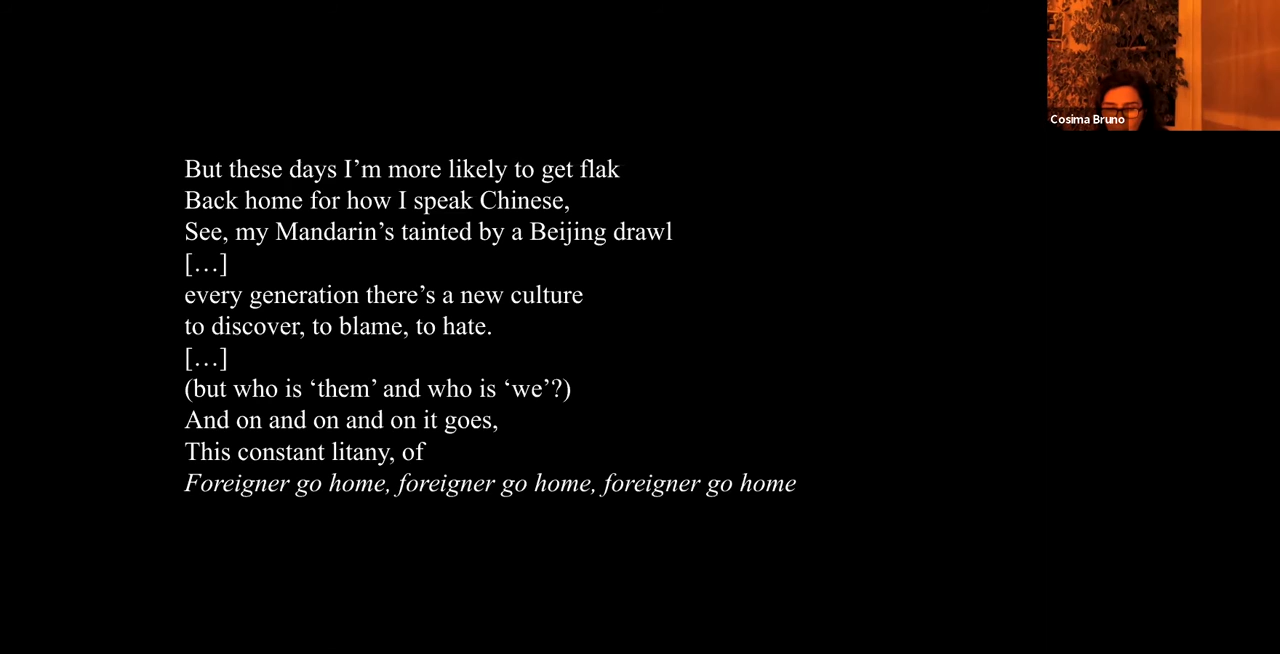 Cosima Bruno
But these days I’m more likely to get flak
Back home for how I speak Chinese,
See, my Mandarin’s tainted by a Beijing drawl
[…]
every generation there’s a new culture
to discover, to blame, to hate.
[…]
(but who is ‘them’ and who is ‘we’?)
And on and on and on it goes,
This constant litany, of
Foreigner go home, foreigner go home, foreigner go home